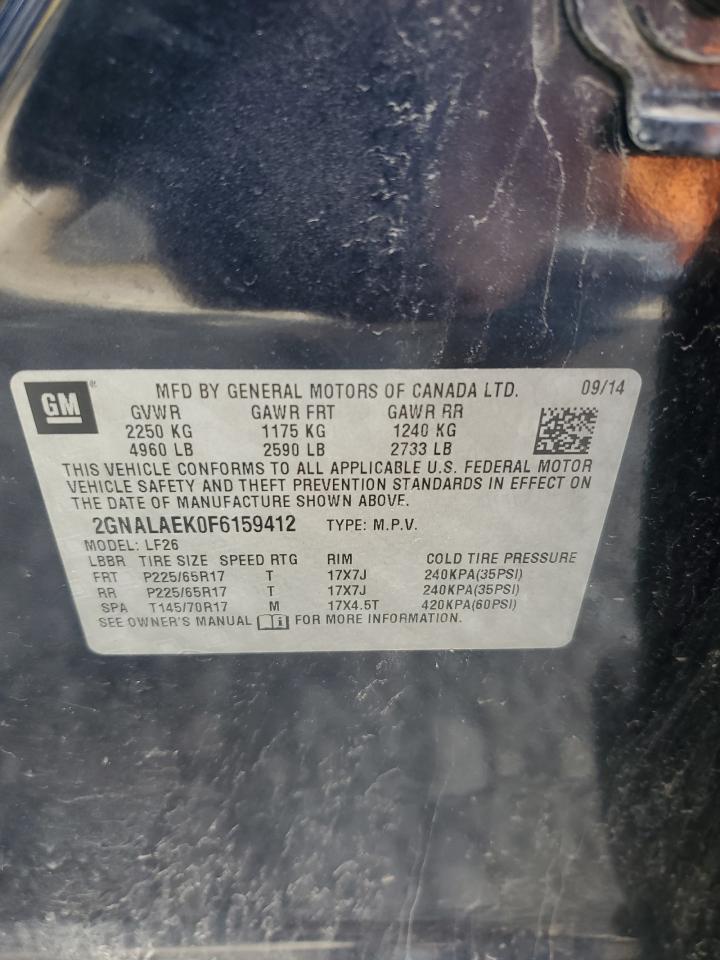 GM ® MFD BY GENERAL MOTORS OF CANADA LTD. 09/14
GVWR GAWR FRT GAWR RR
2250 KG 1175 KG 1240 KG
4960 LB 2590 LB 2733 LB
THIS VEHICLE CONFORMS TO ALL APPLICABLE U.S. FEDERAL MOTOR
VEHICLE SAFETY AND THEFT PREVENTION STANDARDS IN EFFECT ON
THE DATE OF MANUFACTURE SHOWN ABOVE.
2GNALAEK0F6159412 TYPE: M.P.V.
MODEL: LF26
LBBR TIRE SIZE SPEED RTG RIM COLD TIRE PRESSURE
FRT P225/65R17 T 17X7J 240KPA(35PSI)
RR P225/65R17 T 17X7J 240KPA(35PSI)
SPA T145/70R17 M 17X4.5T 420KPA(60PSI)
SEE OWNER'S MANUAL FOR MORE INFORMATION.